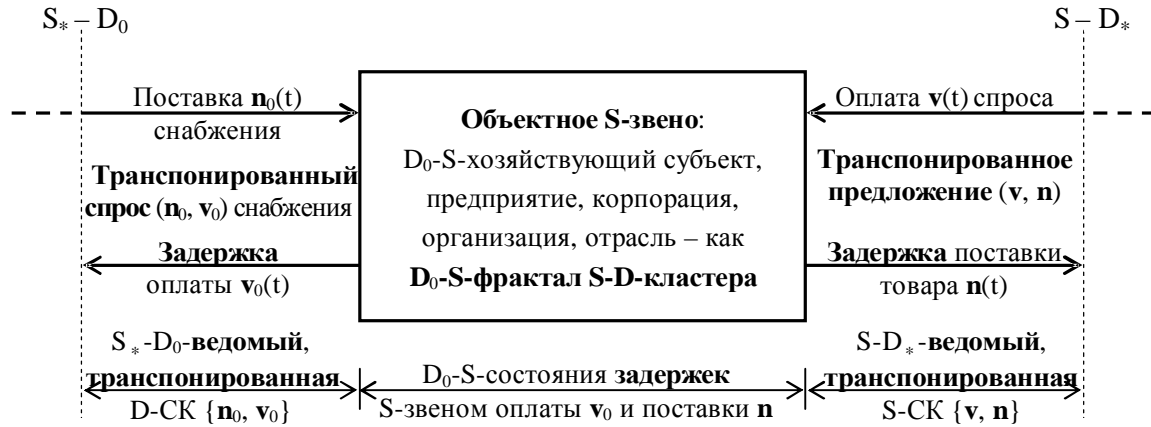 S* – D0
S – D*
Поставка n0(t)
снабжения
Транспонированный
спрос (n0, v0) снабжения
Задержка
оплаты v0(t)
Объектное S-звено:
D0-S-хозяйствующий субъект,
предприятие, корпорация,
организация, отрасль – как
D0-S-фрактал S-D-кластера
Оплата v(t) спроса
Транспонированное
предложение (v, n)
Задержка поставки
товара n(t)
S*-D0-ведомый,
транспонированная
D-СК {n0, v0}
D0-S-состояния задержек
S-звеном оплаты v0 и поставки n
S-D*-ведомый,
транспонированная
S-СК {v, n}